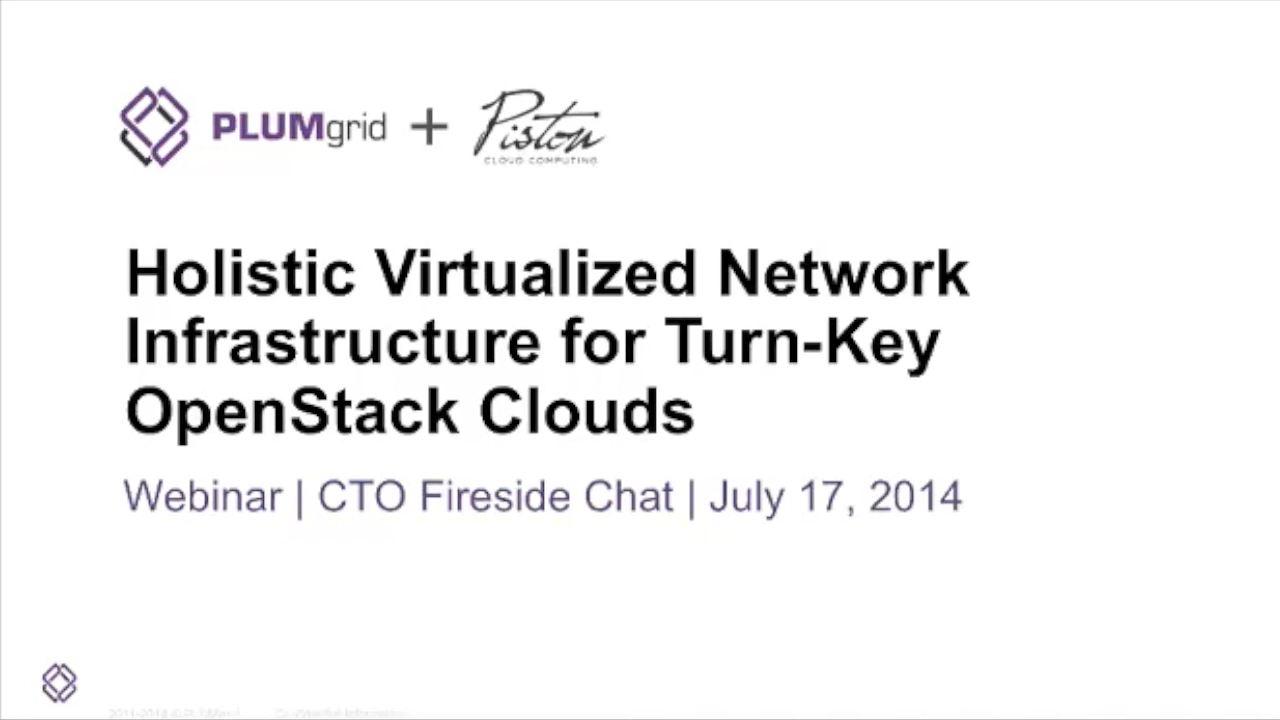 PLUMgrid + Piston
CLOUD COMPUTING
Holistic Virtualized Network
Infrastructure for Turn-Key
OpenStack Clouds
Webinar | CTO Fireside Chat | July 17, 2014